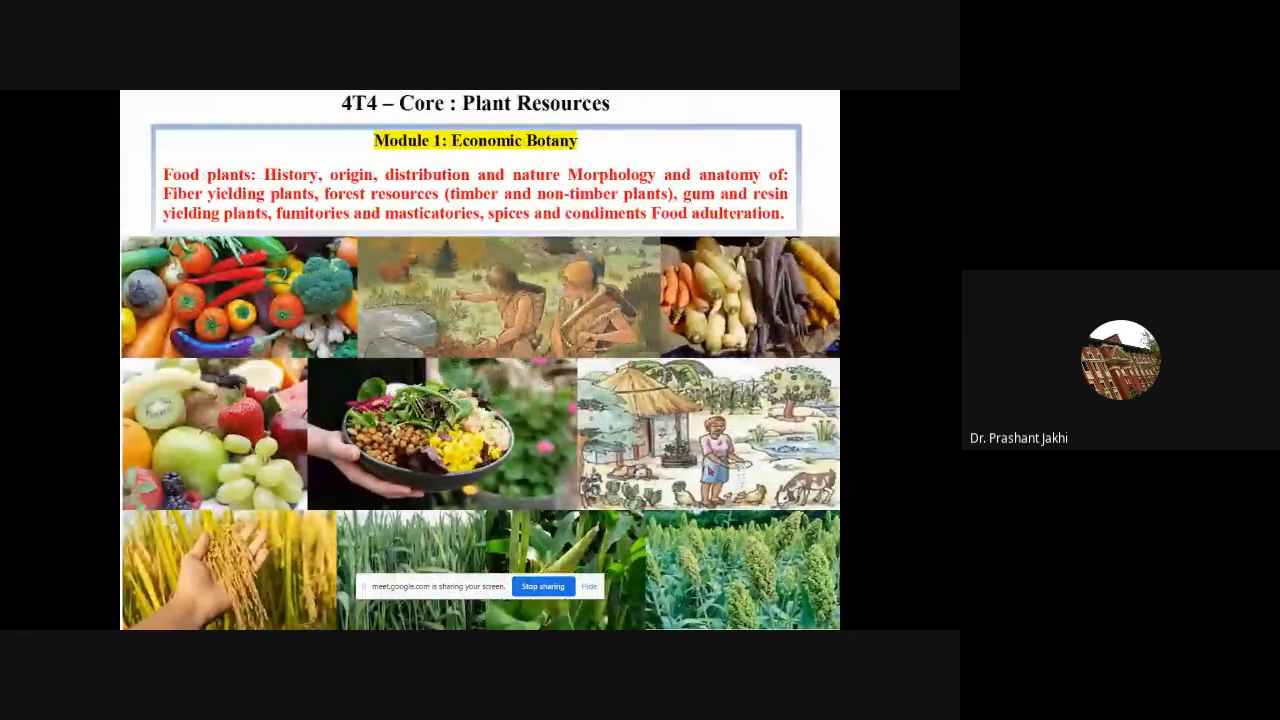 4T4 – Core : Plant Resources
Module 1: Economic Botany
Food plants: History, origin, distribution and nature Morphology and anatomy of:
Fiber yielding plants, forest resources (timber and non-timber plants), gum and resin
yielding plants, fumitories and masticatories, spices and condiments Food adulteration.
meet.google.com is sharing your screen.
Stop sharing
Hide
Dr. Prashant Jakhi